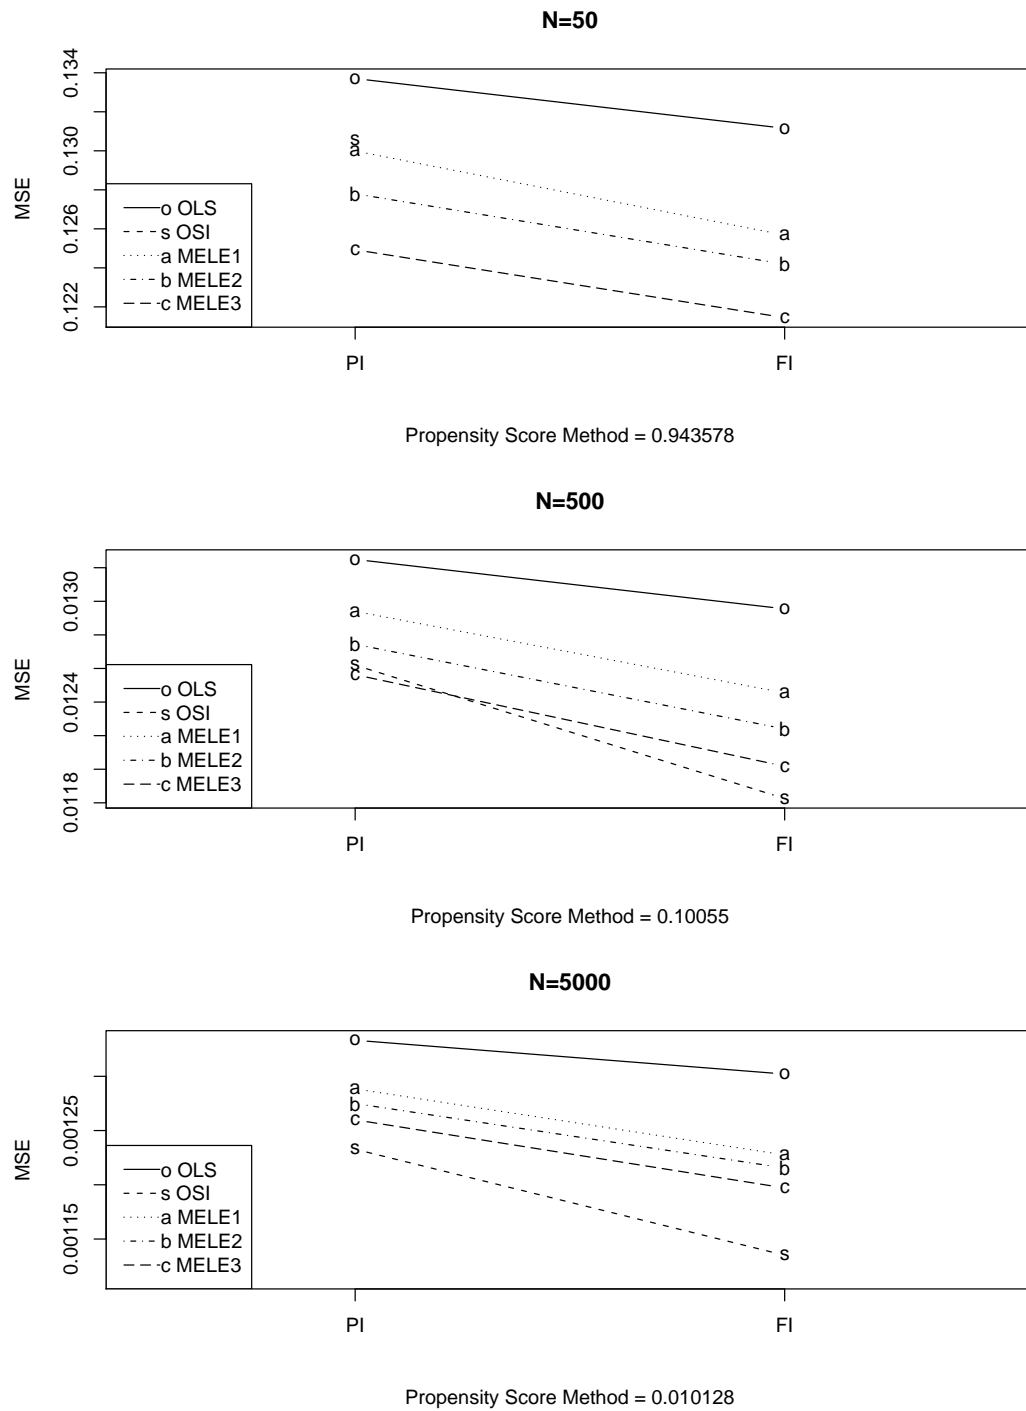 N=50
MSE
0.134
0.130
0.126
0.122
o
o
s
a
a
b
b
c
c
o OLS
s OSI
a MELE1
b MELE2
c MELE3
PI FI
Propensity Score Method = 0.943578
N=500
MSE
0.0130
0.0124
0.0118
o
o
a
a
b
b
s
c
c
s
o OLS
s OSI
a MELE1
b MELE2
c MELE3
PI FI
Propensity Score Method = 0.10055
N=5000
MSE
0.00125
0.00115
o
o
a
b
c
s
a
b
c
s
o OLS
s OSI
a MELE1
b MELE2
c MELE3
PI FI
Propensity Score Method = 0.010128